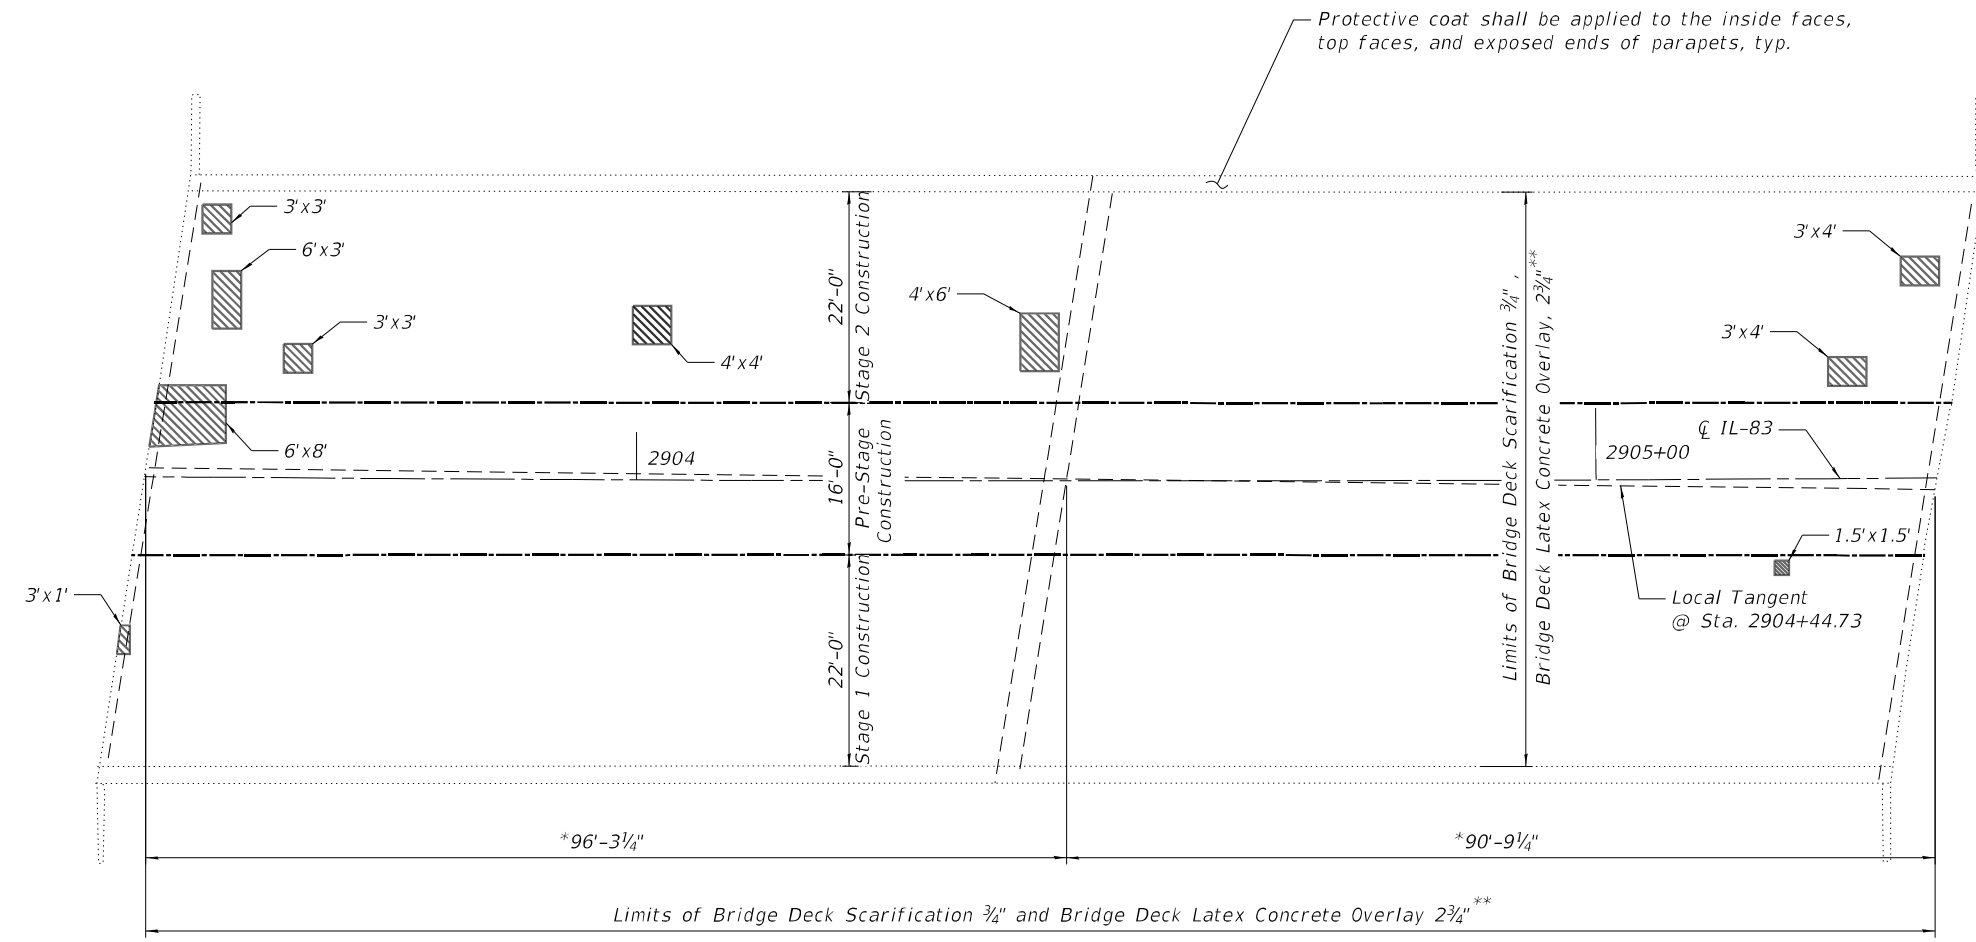 Protective coat shall be applied to the inside faces,
top faces, and exposed ends of parapets, typ.
3'x3'
6'x3'
3'x3'
4'x4'
4'x6'
3'x4'
3'x4'
6'x8'
3'x1'
1.5'x1.5'
22'-0"
Stage 2 Construction
16'-0"
Pre-Stage
Construction
22'-0"
Stage 1 Construction
Limits of Bridge Deck Scarification ¾",
Bridge Deck Latex Concrete Overlay, 2¾"**
2904
2905+00
℄ IL-83
Local Tangent
@ Sta. 2904+44.73
*96'-3¼"
*90'-9¼"
Limits of Bridge Deck Scarification ¾" and Bridge Deck Latex Concrete Overlay 2¾"**